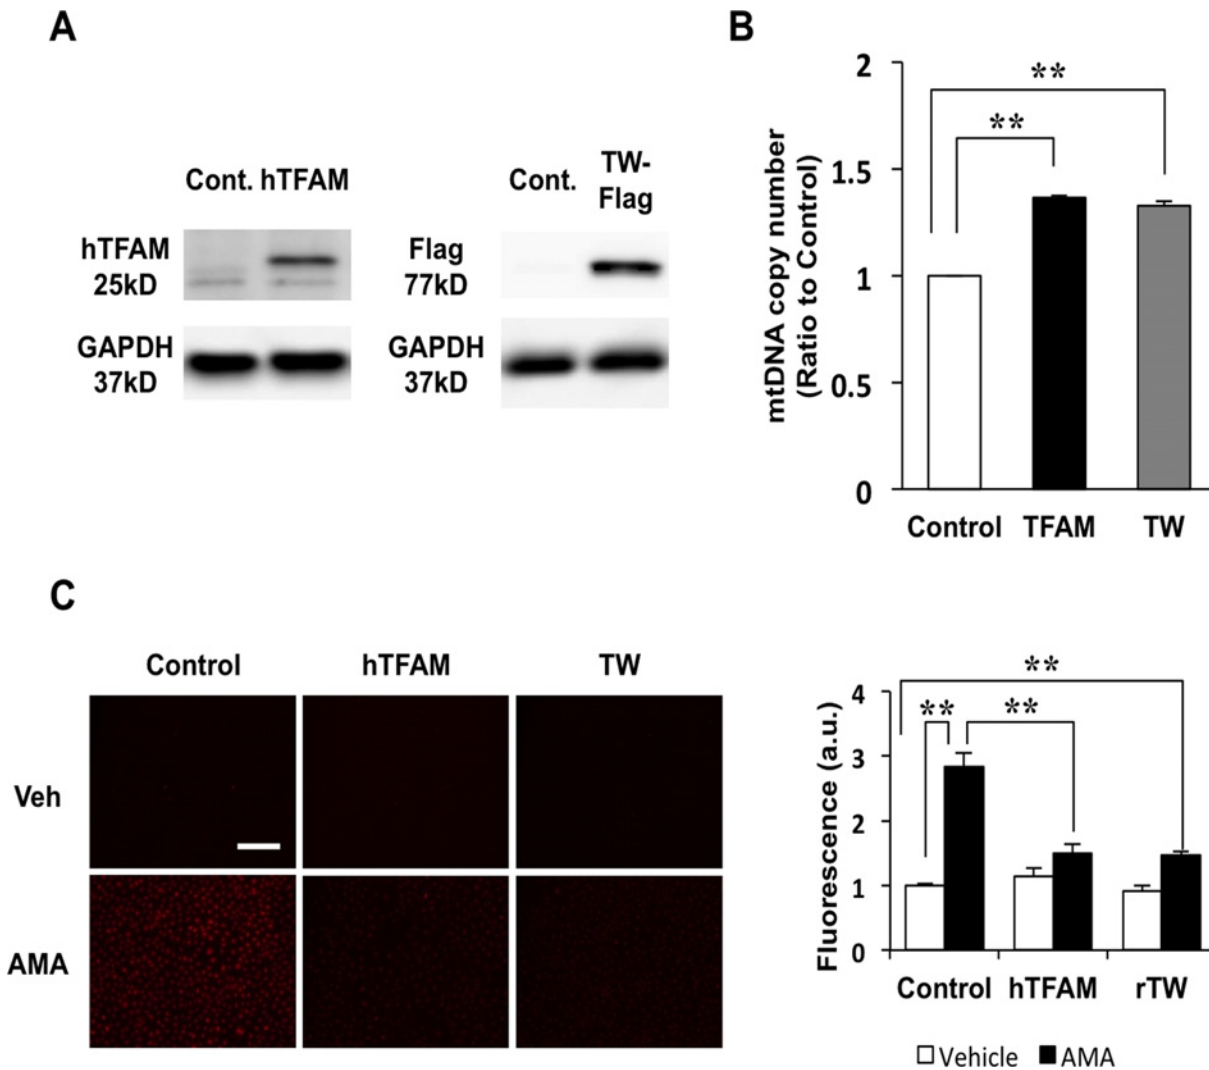 A
Cont. hTFAM
hTFAM
25kD
GAPDH
37kD
Cont.
TW-
Flag
Flag
77kD
GAPDH
37kD
B
mtDNA copy number
(Ratio to Control)
2
1.5
1
0.5
0
**
**
Control TFAM TW
C
Control hTFAM TW
Veh
AMA
Fluorescence (a.u.)
4
3
2
1
0
**
** **
Control hTFAM rTW
Vehicle AMA